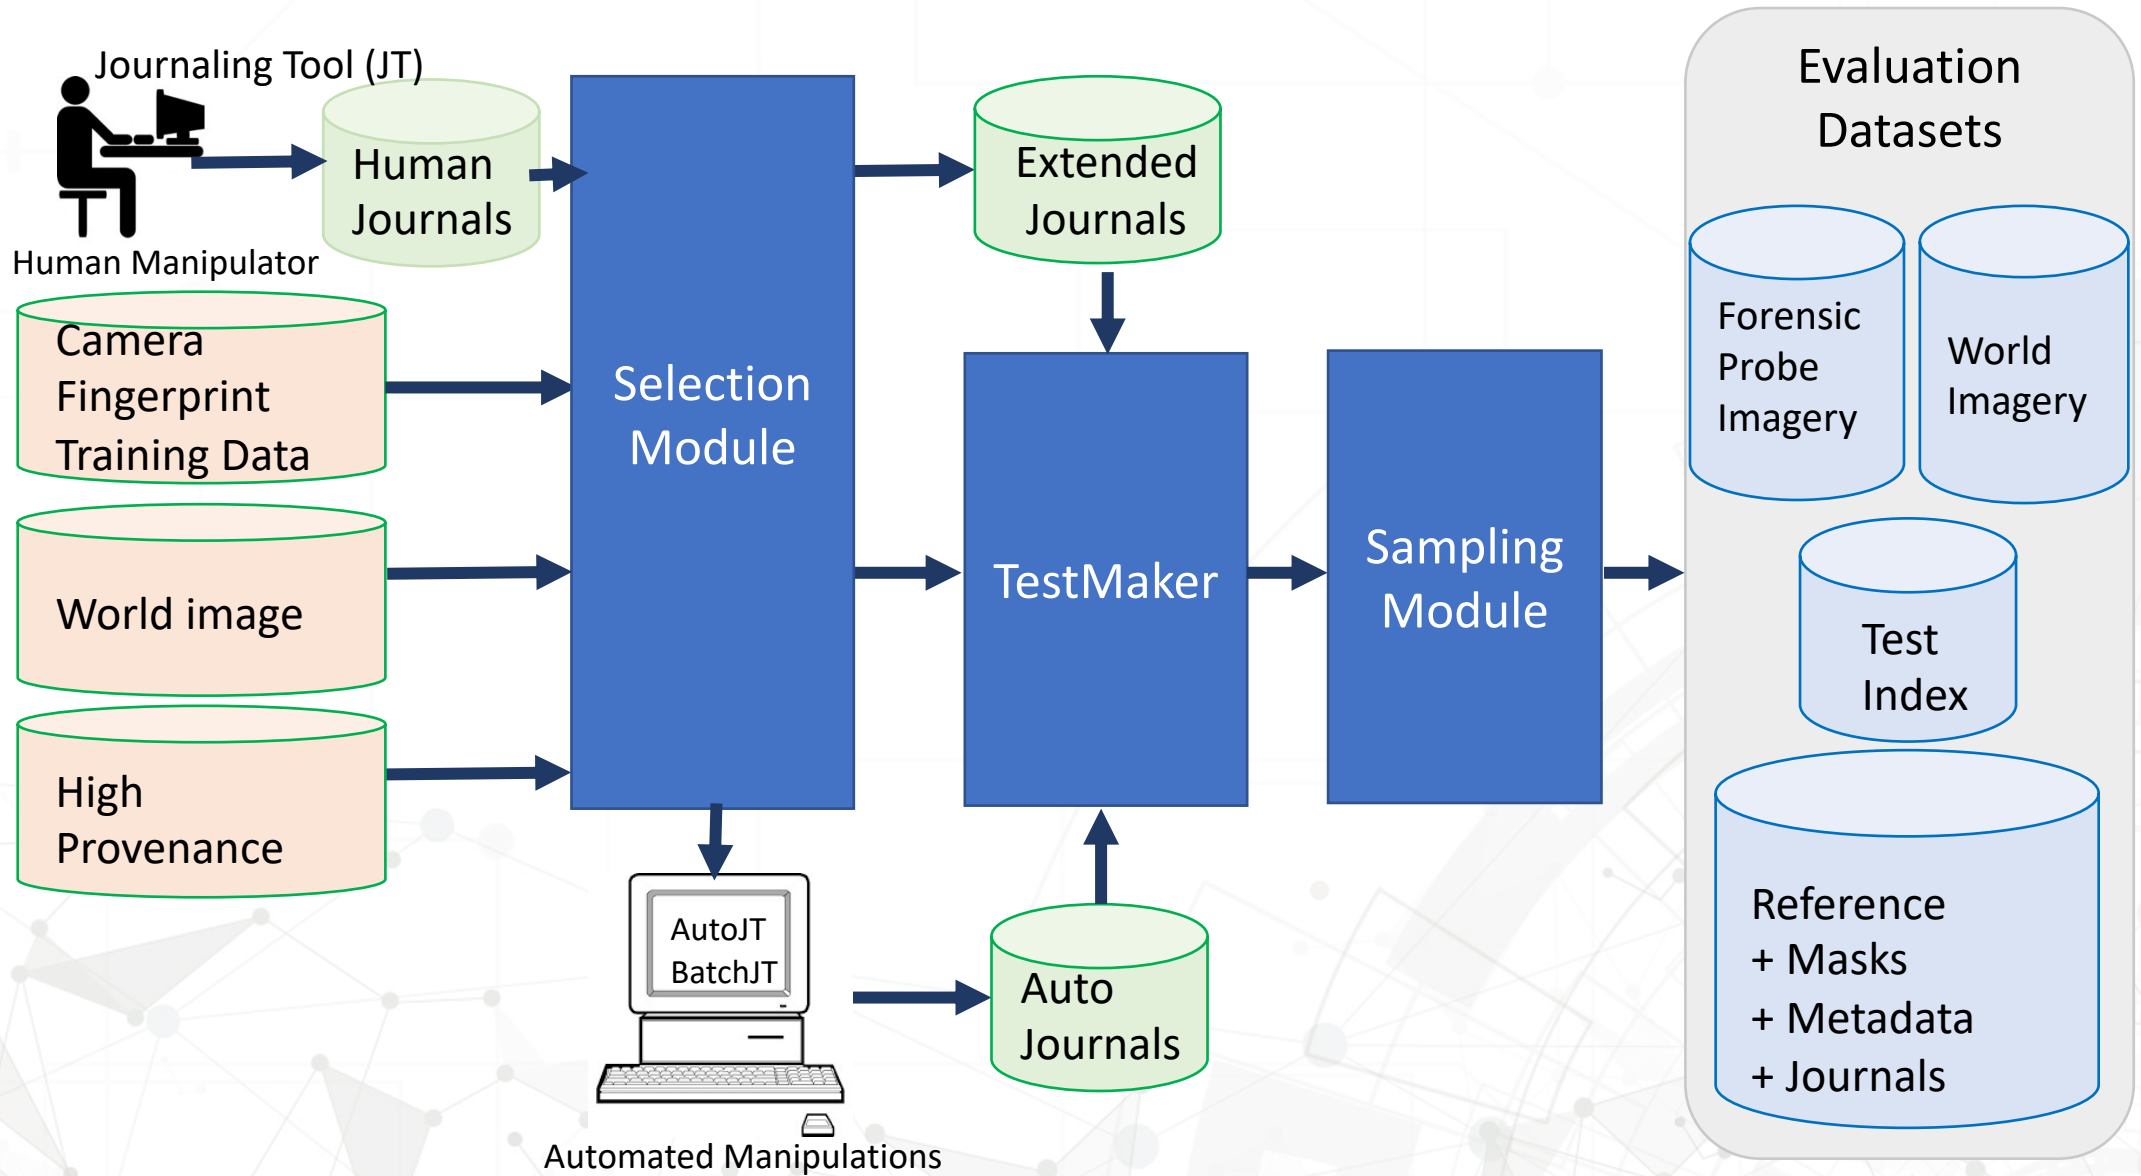 Journaling Tool (JT)
Human
Journals
Human Manipulator
Camera
Fingerprint
Training Data
World image
High
Provenance
Selection
Module
AutoJT
BatchJT
Automated Manipulations
Extended
Journals
TestMaker
Auto
Journals
Sampling
Module
Evaluation
Datasets
Forensic
Probe
Imagery
World
Imagery
Test
Index
Reference
+ Masks
+ Metadata
+ Journals